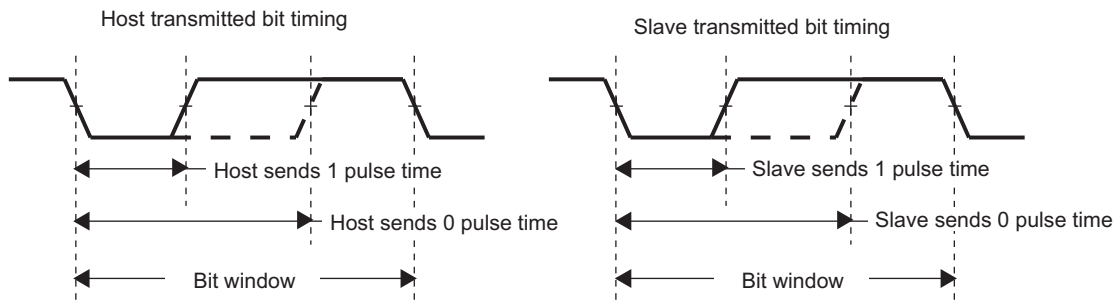 Host transmitted bit timing
Host sends 1 pulse time
Host sends 0 pulse time
Bit window
Slave transmitted bit timing
Slave sends 1 pulse time
Slave sends 0 pulse time
Bit window